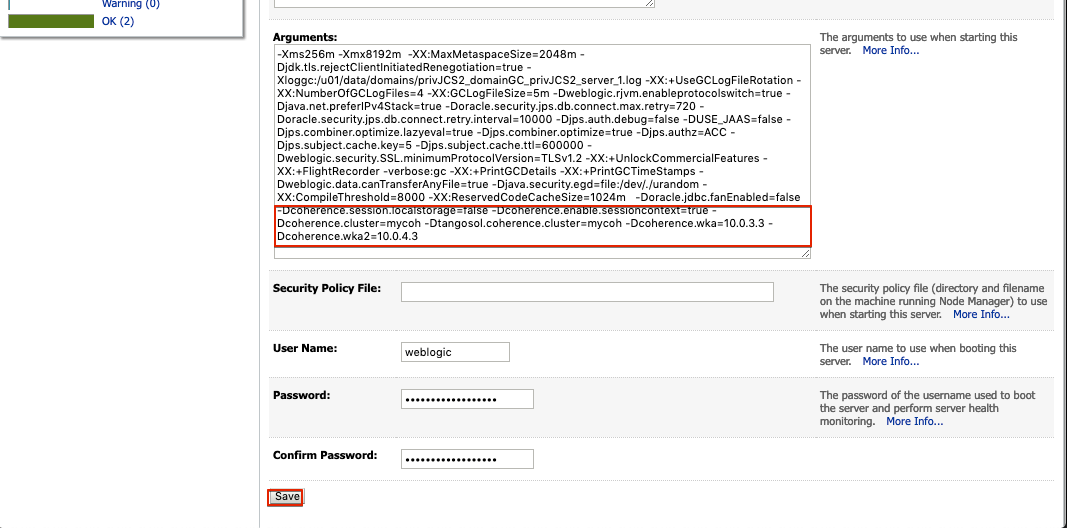 Warning (0)
OK (2)
Arguments:
-Xms256m -Xmx8192m  -XX:MaxMetaspaceSize=2048m -
Djdk.tls.rejectClientInitiatedRenegotiation=true -
Xloggc:/u01/data/domains/privJCS2_domainGC_privJCS2_server_1.log -XX:+UseGCLogFileRotation -
XX:NumberOfGCLogFiles=4 -XX:GCLogFileSize=5m -Dweblogic.rjvm.enableprotocolswitch=true -
Djava.net.preferIPv4Stack=true -Doracle.security.jps.db.connect.max.retry=720 -
Doracle.security.jps.db.connect.retry.interval=10000 -Djps.auth.debug=false -DUSE_JAAS=false -
Djps.combiner.optimize.lazyeval=true -Djps.combiner.optimize=true -Djps.authz=ACC -
Djps.subject.cache.key=5 -Djps.subject.cache.ttl=600000 -
Dweblogic.security.SSL.minimumProtocolVersion=TLSv1.2 -XX:+UnlockCommercialFeatures -
XX:+FlightRecorder -verbose:gc -XX:+PrintGCDetails -XX:+PrintGCTimeStamps -
Dweblogic.data.canTransferAnyFile=true -Djava.security.egd=file:/dev/./urandom -
XX:CompileThreshold=8000 -XX:ReservedCodeCacheSize=1024m   -Doracle.jdbc.fanEnabled=false
-Dcoherence.session.localstorage=false -Dcoherence.enable.sessioncontext=true -
Dcoherence.cluster=mycoh -Dtangosol.coherence.cluster=mycoh -Dcoherence.wka=10.0.3.3 -
Dcoherence.wka2=10.0.4.3
The arguments to use when starting this
server. More Info...
Security Policy File:
The security policy file (directory and filename
on the machine running Node Manager) to use
when starting this server. More Info...
User Name:
weblogic
The user name to use when booting this
server. More Info...
Password:
••••••••••••••••••
The password of the username used to boot
the server and perform server health
monitoring. More Info...
Confirm Password:
••••••••••••••••••
Save